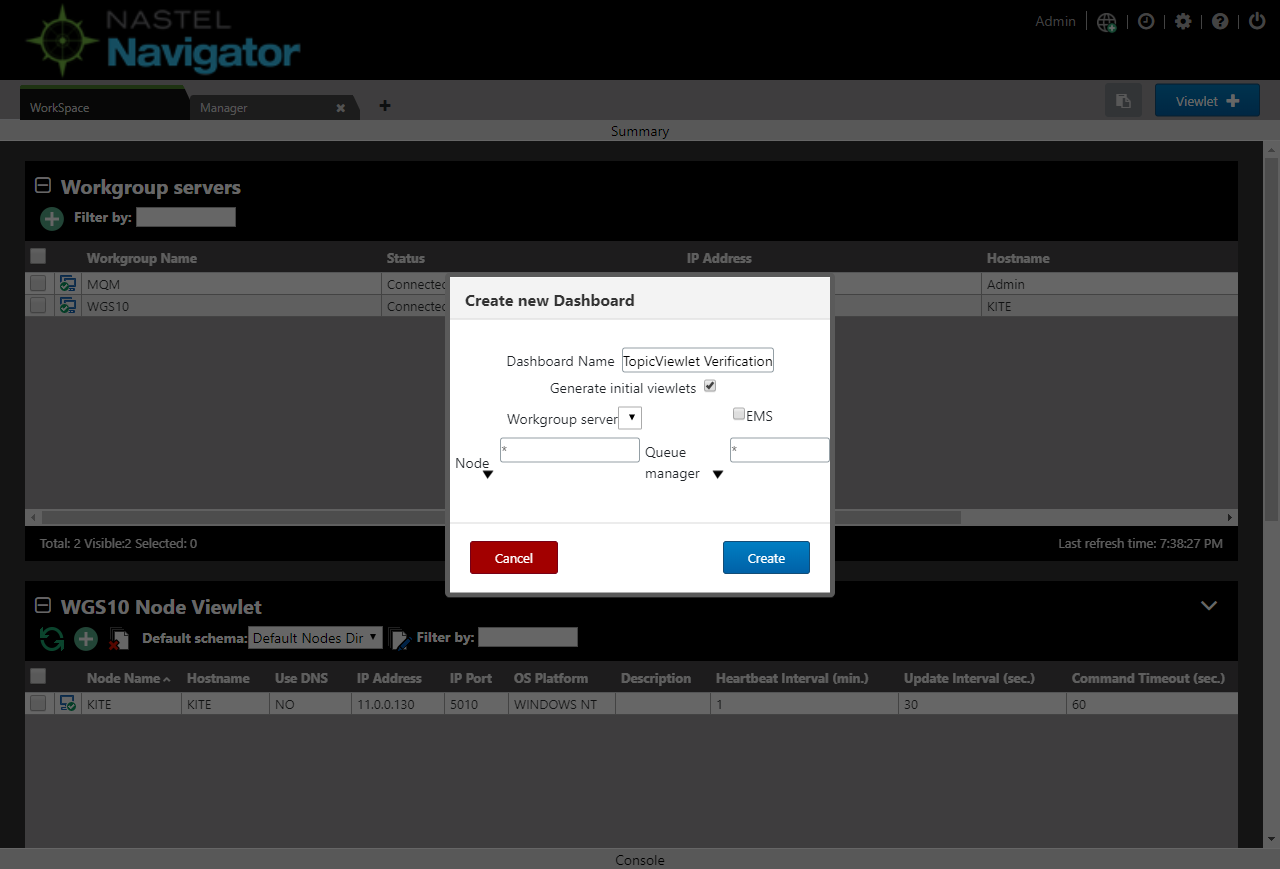 NASTEL
Navigator
Admin
WorkSpace
Manager
Viewlet
Summary
Workgroup servers
Filter by:
Workgroup Name Status IP Address Hostname
MQM Connected Admin
WGS10 Connected KITE
Create new Dashboard
Dashboard Name TopicViewlet Verification
Generate initial viewlets
Workgroup server EMS
Node * Queue manager *
Cancel Create
Total: 2 Visible:2 Selected: 0 Last refresh time: 7:38:27 PM
WGS10 Node Viewlet
Default schema: Default Nodes Dir Filter by:
Node Name Hostname Use DNS IP Address IP Port OS Platform Description Heartbeat Interval (min.) Update Interval (sec.) Command Timeout (sec.)
KITE KITE NO 11.0.0.130 5010 WINDOWS NT 1 30 60
Console